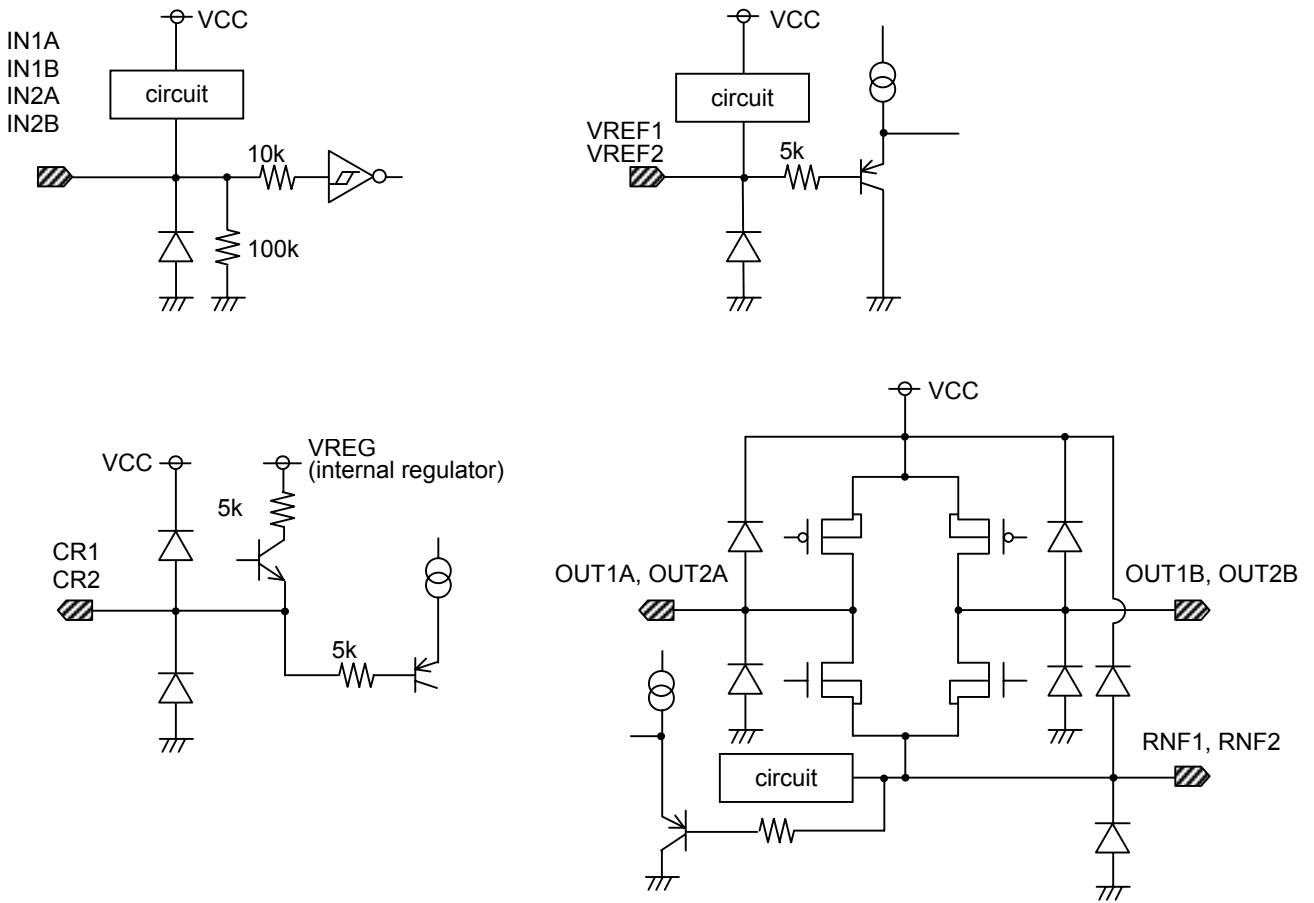 VCC
IN1A
IN1B
IN2A
IN2B
circuit
10k
100k
VCC
circuit
VREF1
VREF2
5k
VCC
VREG
(internal regulator)
5k
CR1
CR2
5k
VCC
OUT1A, OUT2A
OUT1B, OUT2B
RNF1, RNF2
circuit